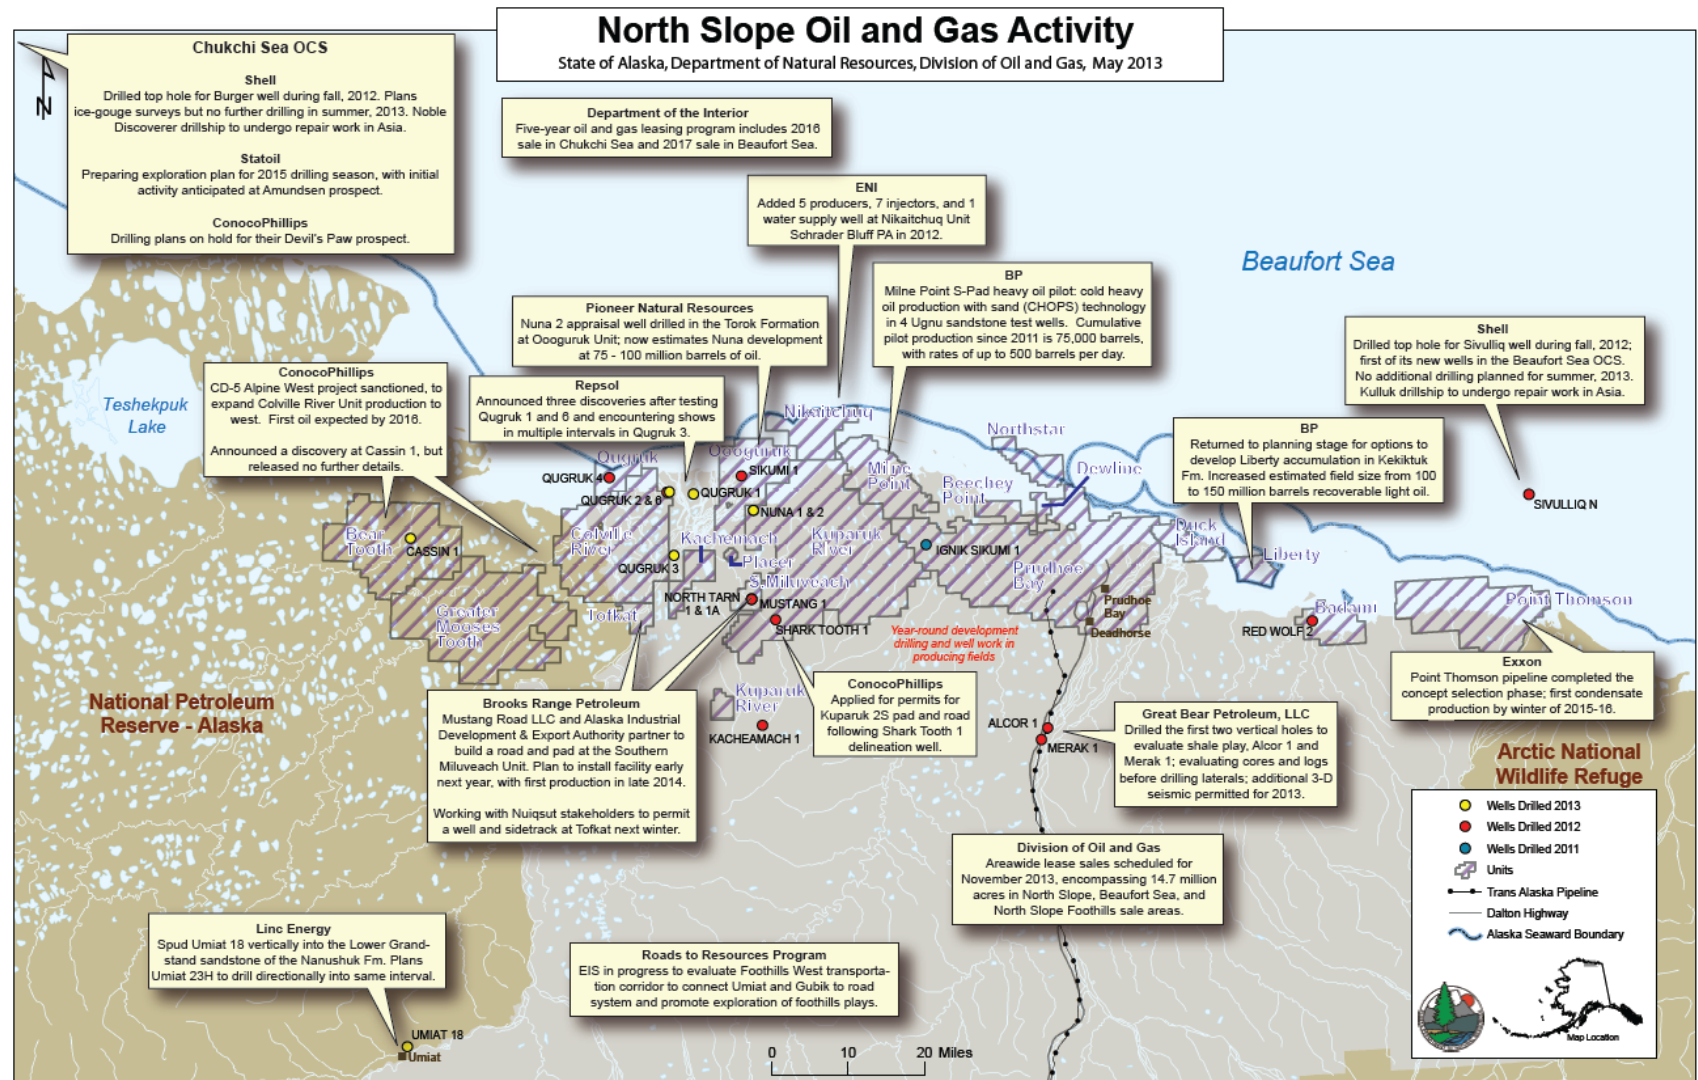 North Slope Oil and Gas Activity
State of Alaska, Department of Natural Resources, Division of Oil and Gas, May 2013
N
Chukchi Sea OCS
Shell
Drilled top hole for Burger well during fall, 2012. Plans
ice-gouge surveys but no further drilling in summer, 2013. Noble
Discoverer drillship to undergo repair work in Asia.
Statoil
Preparing exploration plan for 2015 drilling season, with initial
activity anticipated at Amundsen prospect.
ConocoPhillips
Drilling plans on hold for their Devil's Paw prospect.
Department of the Interior
Five-year oil and gas leasing program includes 2016
sale in Chukchi Sea and 2017 sale in Beaufort Sea.
ENI
Added 5 producers, 7 injectors, and 1
water supply well at Nikaitchuq Unit
Schrader Bluff PA in 2012.
Beaufort Sea
BP
Milne Point S-Pad heavy oil pilot: cold heavy
oil production with sand (CHOPS) technology
in 4 Ugnu sandstone test wells. Cumulative
pilot production since 2011 is 75,000 barrels,
with rates of up to 500 barrels per day.
Pioneer Natural Resources
Nuna 2 appraisal well drilled in the Torok Formation
at Oooguruk Unit; now estimates Nuna development
at 75 - 100 million barrels of oil.
Shell
Drilled top hole for Sivulliq well during fall, 2012;
first of its new wells in the Beaufort Sea OCS.
No additional drilling planned for summer, 2013.
Kulluk drillship to undergo repair work in Asia.
ConocoPhillips
CD-5 Alpine West project sanctioned, to
expand Colville River Unit production to
west. First oil expected by 2016.
Announced a discovery at Cassin 1, but
released no further details.
Repsol
Announced three discoveries after testing
Qugruk 1 and 6 and encountering shows
in multiple intervals in Qugruk 3.
Teshekpuk
Lake
BP
Returned to planning stage for options to
develop Liberty accumulation in Kekiktuk
Fm. Increased estimated field size from 100
to 150 million barrels recoverable light oil.
Nikaitchuq
Northstar
Qugruk
Oooguruk
Milne
Point
Beechey
Point
Dewline
QUGRUK 4
SIKUMI 1
QUGRUK 2 & 6
QUGRUK 1
NUNA 1 & 2
SIVULLIQ N
Bear
Tooth
CASSIN 1
Colville
River
Kachemach
Kuparuk
River
IGNIK SIKUMI 1
Duck
Island
Liberty
QUGRUK 3
Placer
Prudhoe
Bay
S.Miluveach
Greater
Mooses
Tooth
Tofkat
NORTH TARN
1 & 1A
MUSTANG 1
SHARK TOOTH 1
Prudhoe
Bay
Deadhorse
Badami
RED WOLF 2
Point Thomson
Year-round development
drilling and well work in
producing fields
Exxon
Point Thomson pipeline completed the
concept selection phase; first condensate
production by winter of 2015-16.
National Petroleum
Reserve - Alaska
Brooks Range Petroleum
Mustang Road LLC and Alaska Industrial
Development & Export Authority partner to
build a road and pad at the Southern
Miluveach Unit. Plan to install facility early
next year, with first production in late 2014.
Working with Nuiqsut stakeholders to permit
a well and sidetrack at Tofkat next winter.
Kuparuk
River
KACHEAMACH 1
ConocoPhillips
Applied for permits for
Kuparuk 2S pad and road
following Shark Tooth 1
delineation well.
ALCOR 1
MERAK 1
Great Bear Petroleum, LLC
Drilled the first two vertical holes to
evaluate shale play, Alcor 1 and
Merak 1; evaluating cores and logs
before drilling laterals; additional 3-D
seismic permitted for 2013.
Arctic National
Wildlife Refuge
Division of Oil and Gas
Areawide lease sales scheduled for
November 2013, encompassing 14.7 million
acres in North Slope, Beaufort Sea, and
North Slope Foothills sale areas.
Linc Energy
Spud Umiat 18 vertically into the Lower Grand-
stand sandstone of the Nanushuk Fm. Plans
Umiat 23H to drill directionally into same interval.
Roads to Resources Program
EIS in progress to evaluate Foothills West transporta-
tion corridor to connect Umiat and Gubik to road
system and promote exploration of foothills plays.
UMIAT 18
Umiat
0 10 20 Miles
Wells Drilled 2013
Wells Drilled 2012
Wells Drilled 2011
Units
Trans Alaska Pipeline
Dalton Highway
Alaska Seaward Boundary
Map Location